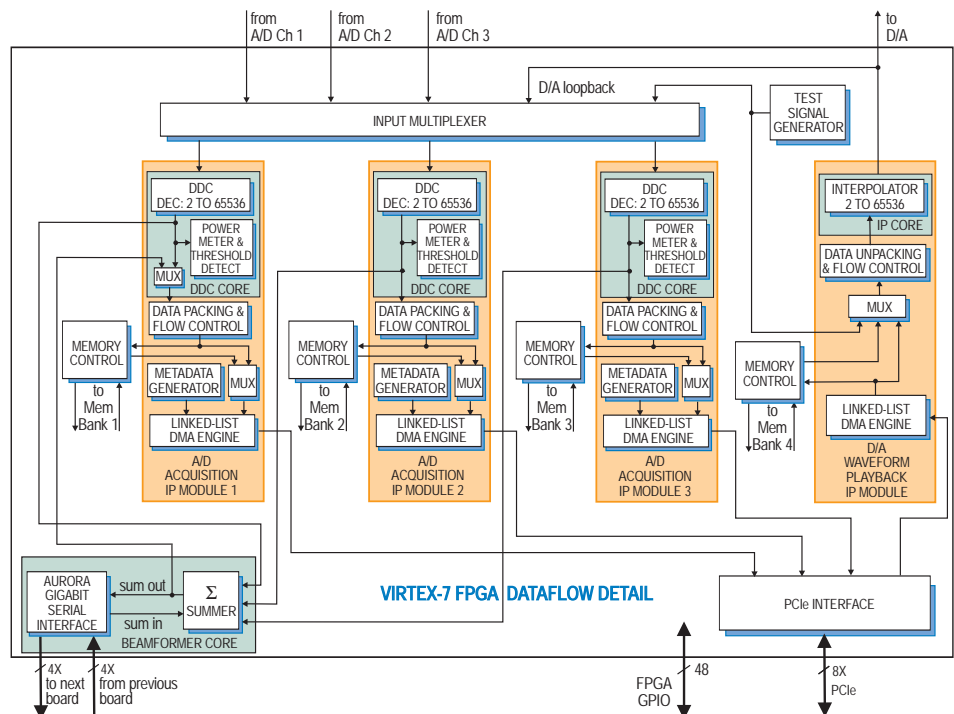 from
A/D Ch 1
from
A/D Ch 2
from
A/D Ch 3
to
D/A
D/A loopback
TEST
SIGNAL
GENERATOR
INPUT MULTIPLEXER
DDC
DEC: 2 TO 65536
POWER
METER &
THRESHOLD
DETECT
MUX
DDC CORE
DATA PACKING &
FLOW CONTROL
MEMORY
CONTROL
METADATA
GENERATOR
MUX
to
Mem
Bank 1
LINKED-LIST
DMA ENGINE
A/D
ACQUISITION
IP MODULE 1
DDC
DEC: 2 TO 65536
POWER
METER &
THRESHOLD
DETECT
DDC CORE
DATA PACKING &
FLOW CONTROL
MEMORY
CONTROL
METADATA
GENERATOR
MUX
to
Mem
Bank 2
LINKED-LIST
DMA ENGINE
A/D
ACQUISITION
IP MODULE 2
DDC
DEC: 2 TO 65536
POWER
METER &
THRESHOLD
DETECT
DDC CORE
DATA PACKING &
FLOW CONTROL
MEMORY
CONTROL
METADATA
GENERATOR
MUX
to
Mem
Bank 3
LINKED-LIST
DMA ENGINE
A/D
ACQUISITION
IP MODULE 3
INTERPOLATOR
2 TO 65536
IP CORE
DATA UNPACKING
& FLOW CONTROL
MUX
MEMORY
CONTROL
to
Mem
Bank 4
LINKED-LIST
DMA ENGINE
D/A
WAVEFORM
PLAYBACK
IP MODULE
AURORA
GIGABIT
SERIAL
INTERFACE
sum out
sum in
Σ
SUMMER
BEAMFORMER CORE
VIRTEX-7 FPGA DATAFLOW DETAIL
PCIe INTERFACE
4X
to next
board
4X
from previous
board
48
FPGA
GPIO
8X
PCIe